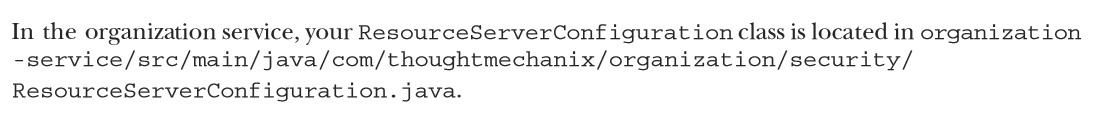 In the organization service, your ResourceServerConfiguration class is located in organization
-service/src/main/java/com/thoughtmechanix/organization/security/
ResourceServerConfiguration.java.